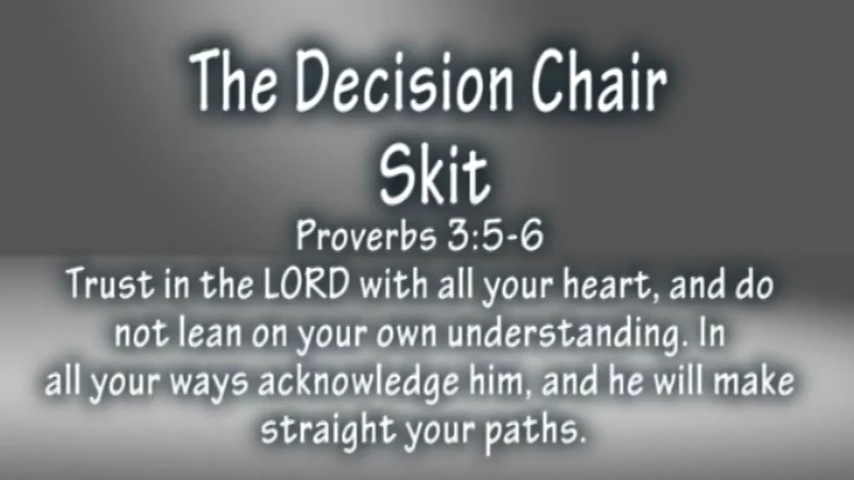 The Decision Chair
Skit
Proverbs 3:5-6
Trust in the LORD with all your heart, and do
not lean on your own understanding. In
all your ways acknowledge him, and he will make
straight your paths.